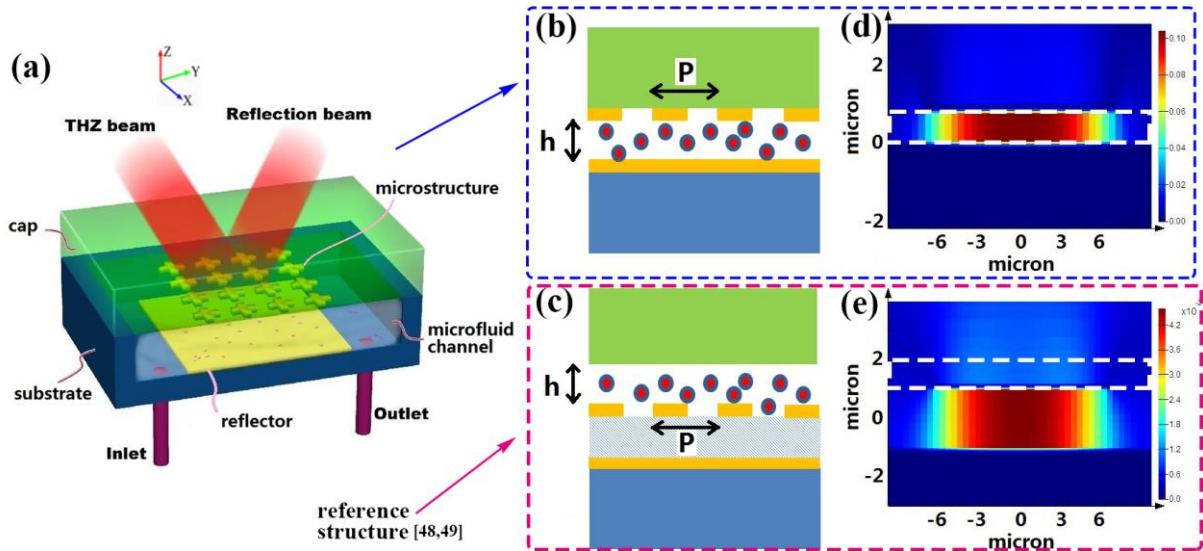 (a)
Z
Y
X
THZ beam
Reflection beam
microstructure
cap
microfluid
channel
substrate
reflector
Outlet
Inlet
reference
structure [48,49]
(b)
P
h
(d)
micron
2
0
-2
-6 -3 0 3 6
micron
0.10
0.08
0.06
0.04
0.02
0
(c)
h
P
(e)
micron
2
0
-2
-6 -3 0 3 6
micron
4.2
3.6
3.0
2.4
1.8
1.2
0.6
0.0